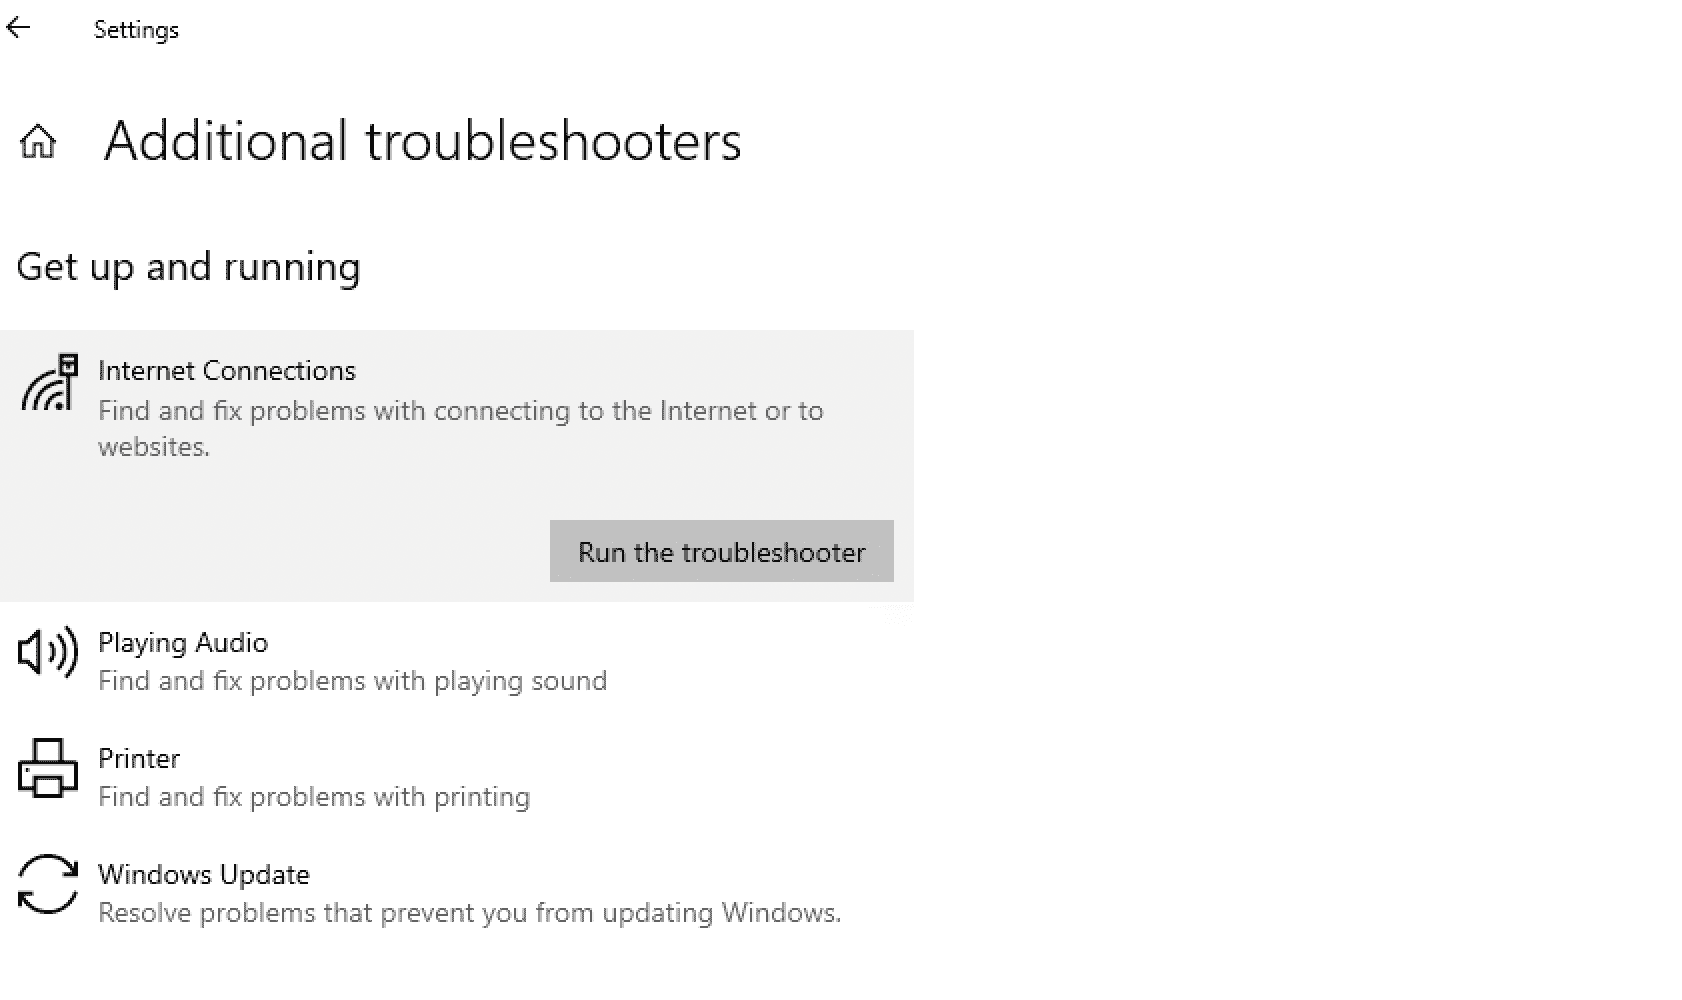 Settings
Additional troubleshooters
Get up and running
Internet Connections
Find and fix problems with connecting to the Internet or to
websites.
Run the troubleshooter
Playing Audio
Find and fix problems with playing sound
Printer
Find and fix problems with printing
Windows Update
Resolve problems that prevent you from updating Windows.